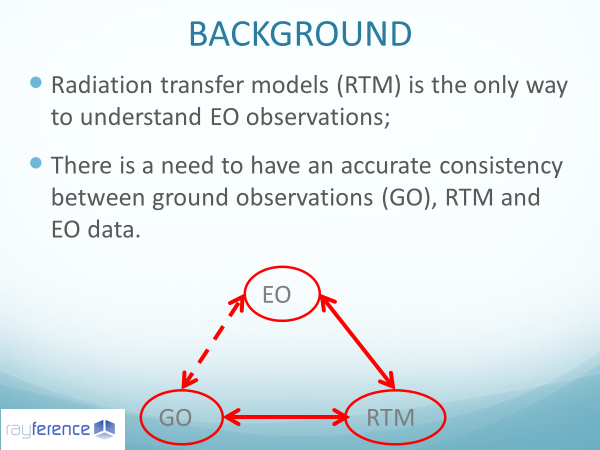 BACKGROUND
Radiation transfer models (RTM) is the only way
to understand EO observations;
There is a need to have an accurate consistency
between ground observations (GO), RTM and
EO data.
EO
GO
RTM
rayference